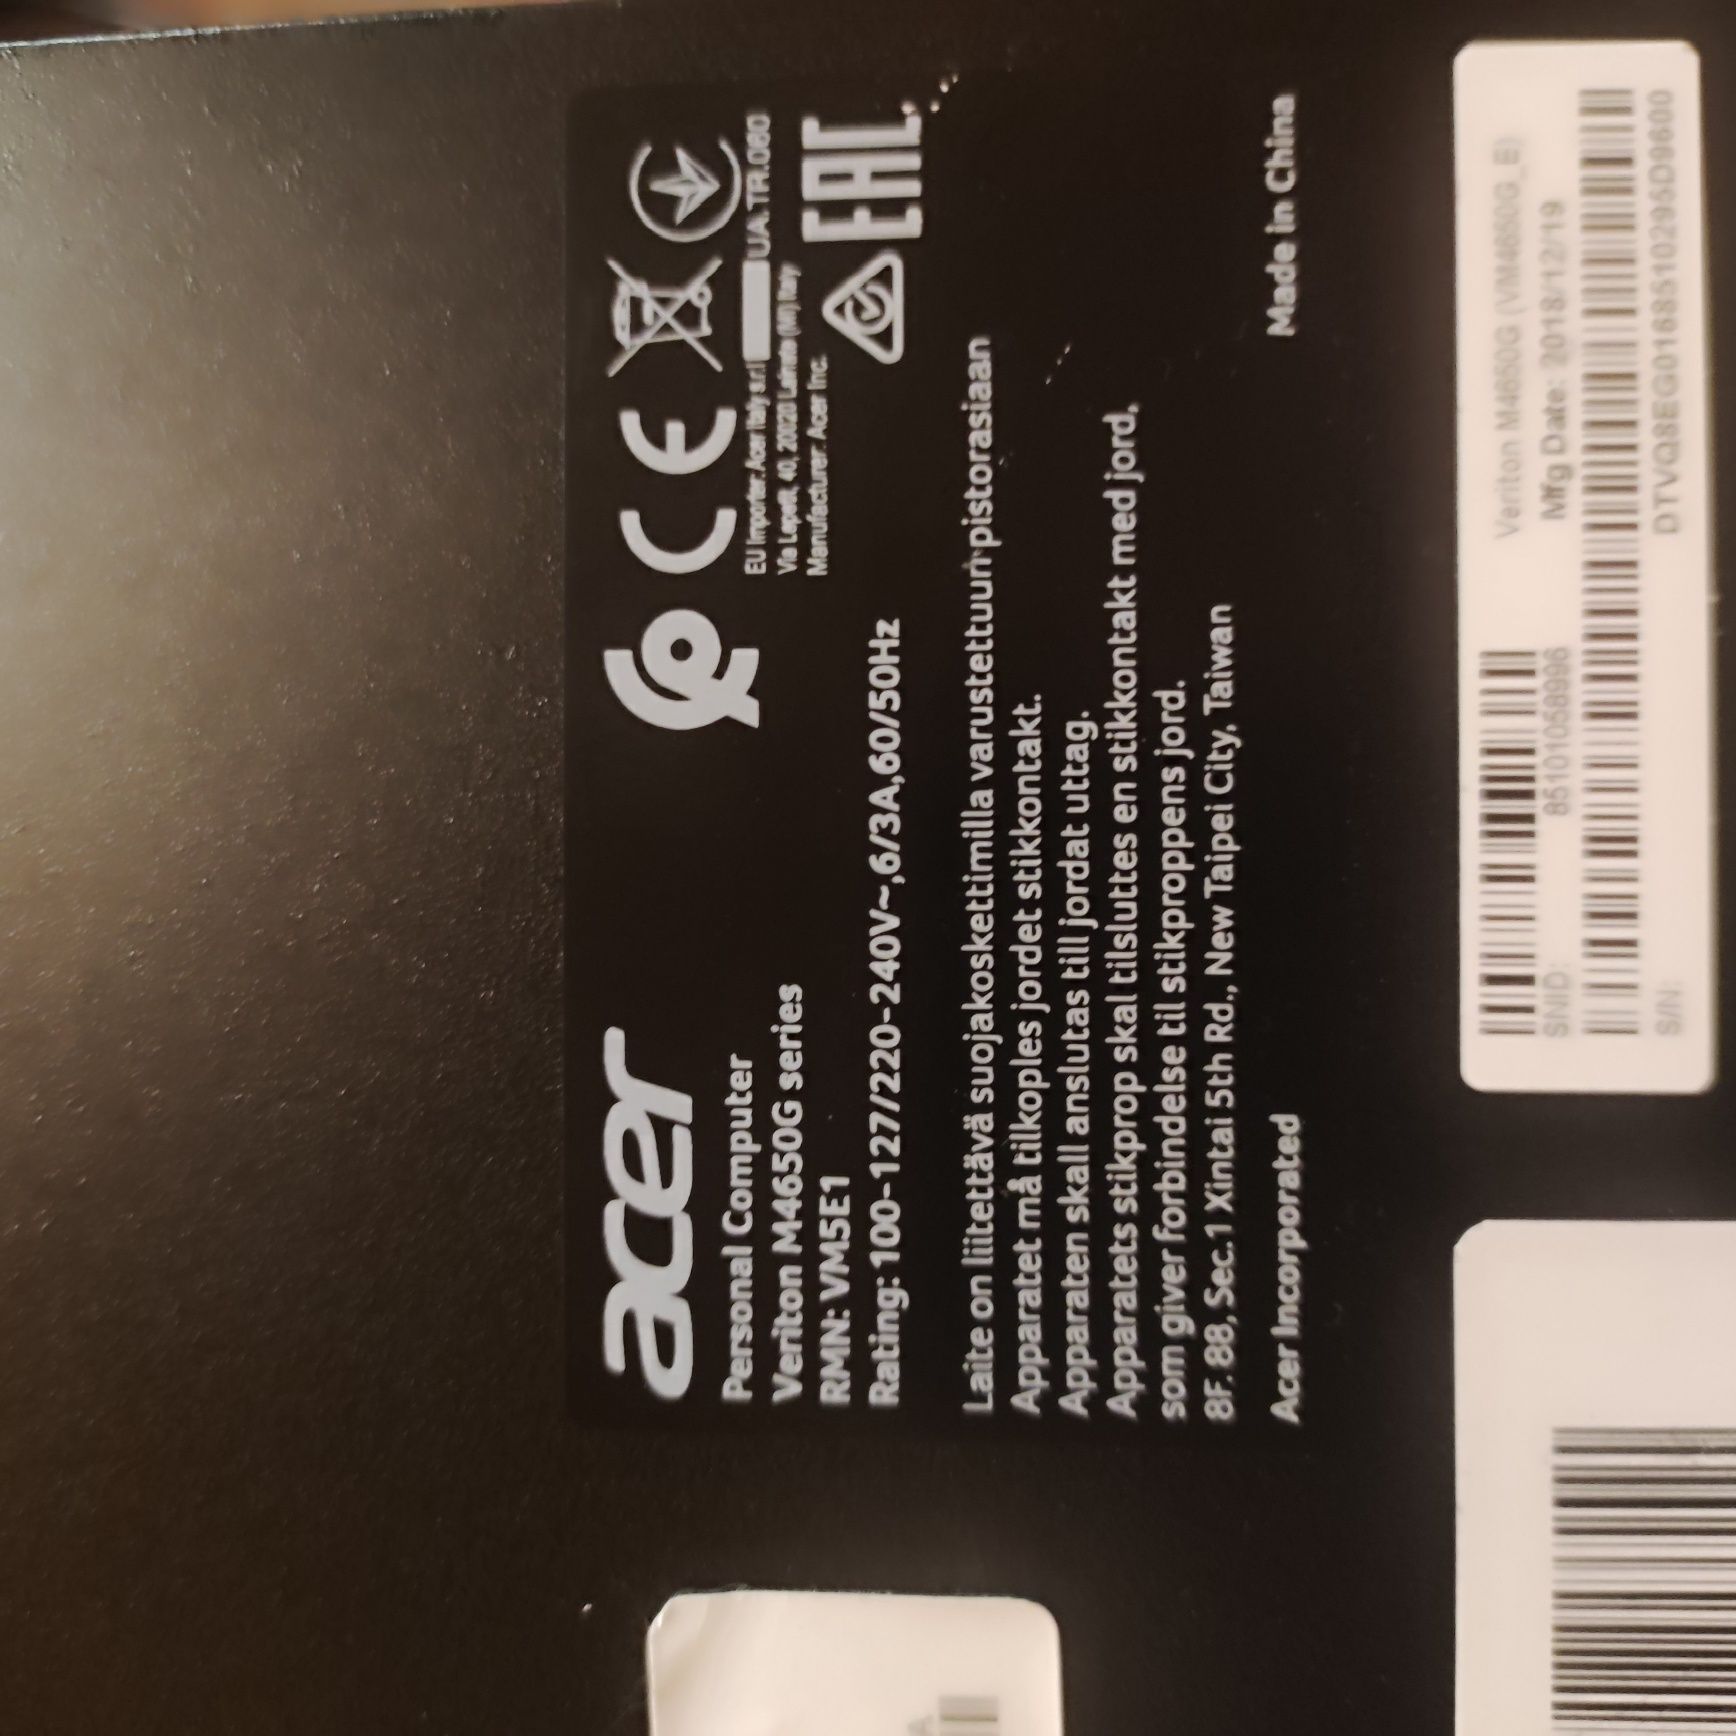 acer
Personal Computer
Veriton M4650G series
RMN: VM5E1
Rating: 100-127/220-240V~,6/3A,60/50Hz
CE
UA.TR.060
EU Importer: Acer Italy s.r.l
Via Lepetit, 40, 20020 Lainate (MI) Italy
Manufacturer: Acer Inc.
EAC
Laite on liitettävä suojakoskettimilla varustettuun pistorasiaan
Apparatet må tilkoples jordet stikkontakt.
Apparaten skall anslutas till jordat uttag.
Apparatets stikprop skal tilsluttes en stikkontakt med jord,
som giver forbindelse til stikproppens jord.
8F, 88, Sec.1 Xintai 5th Rd., New Taipei City, Taiwan
Acer Incorporated
Made in China
Veriton M4650G (VM4650G_E)
SNID: 85101058996
Mfg Date: 2018/12/19
S/N: DTVQ8EG0168510295D9600